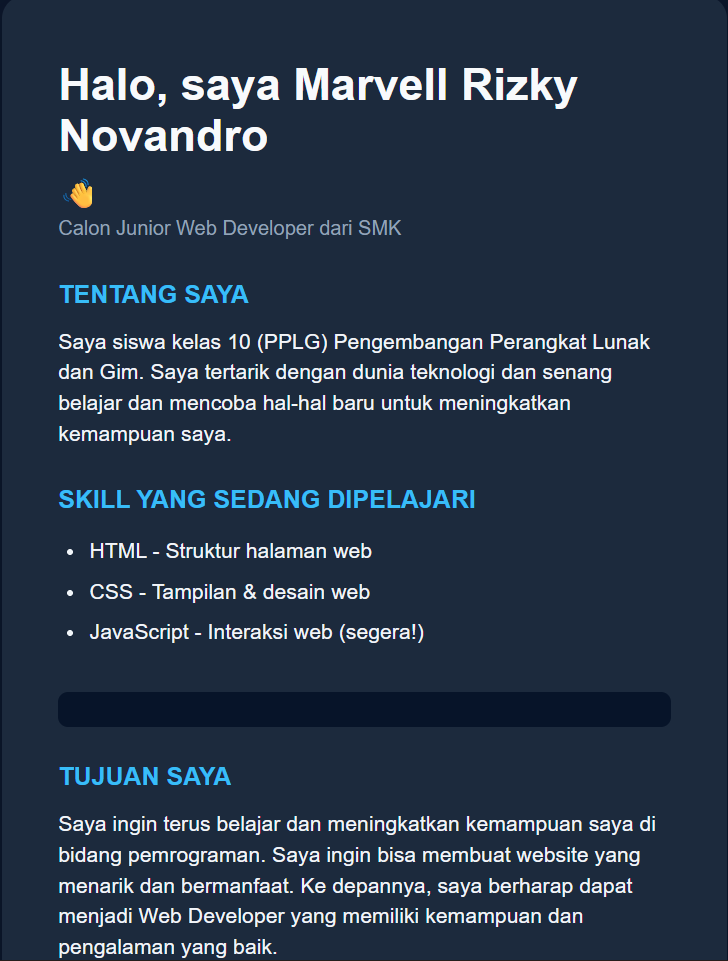 Halo, saya Marvell Rizky
Novandro
👋
Calon Junior Web Developer dari SMK
TENTANG SAYA
Saya siswa kelas 10 (PPLG) Pengembangan Perangkat Lunak
dan Gim. Saya tertarik dengan dunia teknologi dan senang
belajar dan mencoba hal-hal baru untuk meningkatkan
kemampuan saya.
SKILL YANG SEDANG DIPELAJARI
• HTML - Struktur halaman web
• CSS - Tampilan & desain web
• JavaScript - Interaksi web (segera!)
TUJUAN SAYA
Saya ingin terus belajar dan meningkatkan kemampuan saya di
bidang pemrograman. Saya ingin bisa membuat website yang
menarik dan bermanfaat. Ke depannya, saya berharap dapat
menjadi Web Developer yang memiliki kemampuan dan
pengalaman yang baik.